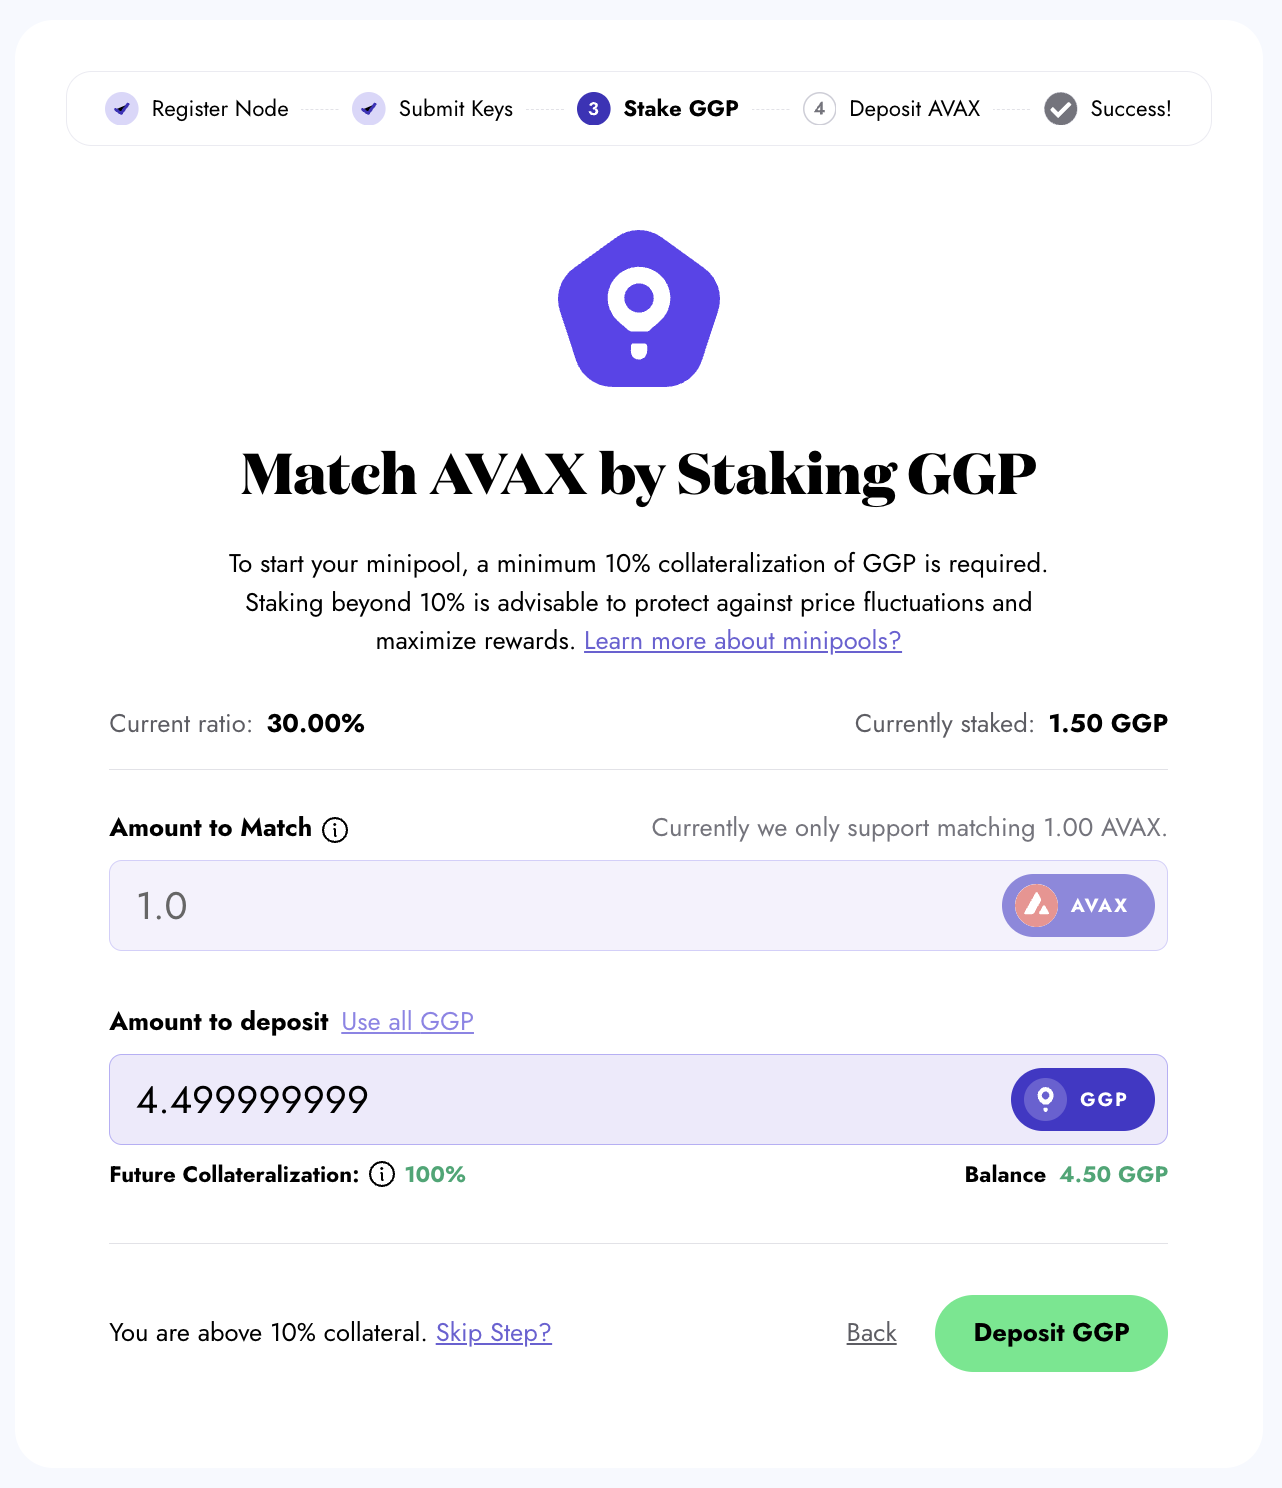 Register Node Submit Keys 3 Stake GGP 4 Deposit AVAX Success!
Match AVAX by Staking GGP
To start your minipool, a minimum 10% collateralization of GGP is required.
Staking beyond 10% is advisable to protect against price fluctuations and
maximize rewards. Learn more about minipools?
Current ratio: 30.00% Currently staked: 1.50 GGP
Amount to Match i Currently we only support matching 1.00 AVAX.
1.0 AVAX
Amount to deposit Use all GGP
4.499999999 GGP
Future Collateralization: i 100% Balance 4.50 GGP
You are above 10% collateral. Skip Step? Back Deposit GGP